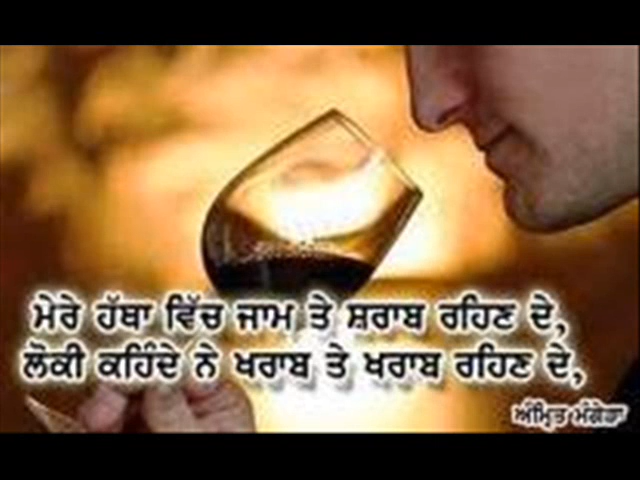 ਮੇਰੇ ਹੱਥਾ ਵਿੱਚ ਜਾਮ ਤੇ ਸ਼ਰਾਬ ਰਹਿਣ ਦੇ,
ਲੋਕੀ ਕਹਿੰਦੇ ਨੇ ਖਰਾਬ ਤੇ ਖਰਾਬ ਰਹਿਣ ਦੇ,
ਅੰਮ੍ਰਿਤ